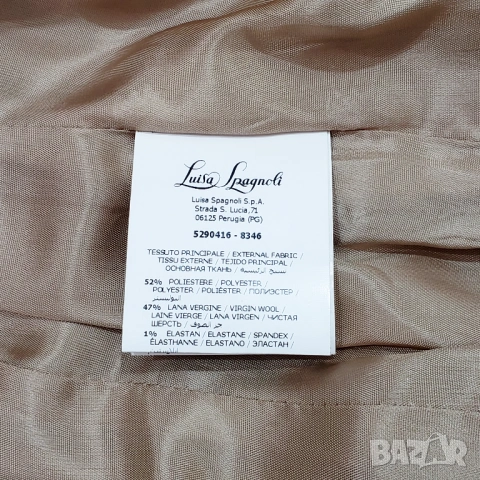 Luisa Spagnoli
Luisa Spagnoli S.p.A.
Strada S. Lucia,71
06125 Perugia (PG)
5290416 - 8346
TESSUTO PRINCIPALE / EXTERNAL FABRIC /
TISSU EXTERNE / TEJIDO PRINCIPAL /
ОСНОВНАЯ ТКАНЬ /
52% POLIESTERE / POLYESTER /
POLYESTER / POLIÉSTER / ПОЛИЭСТЕР /
47% LANA VERGINE / VIRGIN WOOL /
LAINE VIERGE / LANA VIRGEN / ЧИСТАЯ
ШЕРСТЬ /
1% ELASTAN / ELASTANE / SPANDEX /
ÉLASTHANNE / ELASTANO / ЭЛАСТАН /
BAZAR